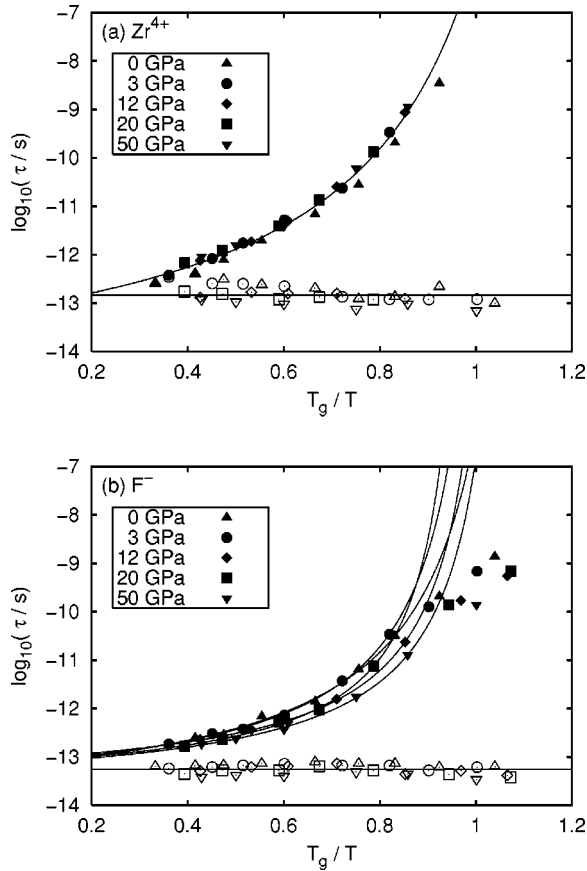 (a) Zr⁴⁺
0 GPa
3 GPa
12 GPa
20 GPa
50 GPa
log₁₀(τ / s)
-7
-8
-9
-10
-11
-12
-13
-14
0.2 0.4 0.6 0.8 1 1.2
T_g / T
(b) F⁻
0 GPa
3 GPa
12 GPa
20 GPa
50 GPa
log₁₀(τ / s)
-7
-8
-9
-10
-11
-12
-13
-14
0.2 0.4 0.6 0.8 1 1.2
T_g / T